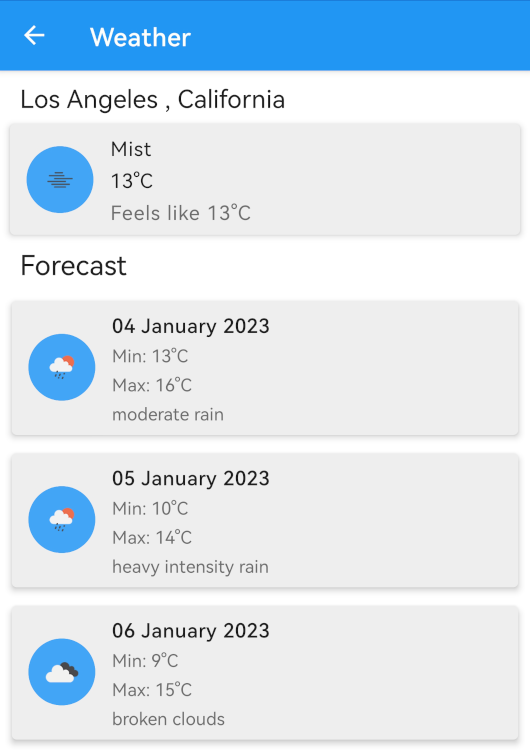 Weather
Los Angeles , California
Mist
13°C
Feels like 13°C
Forecast
04 January 2023
Min: 13°C
Max: 16°C
moderate rain
05 January 2023
Min: 10°C
Max: 14°C
heavy intensity rain
06 January 2023
Min: 9°C
Max: 15°C
broken clouds